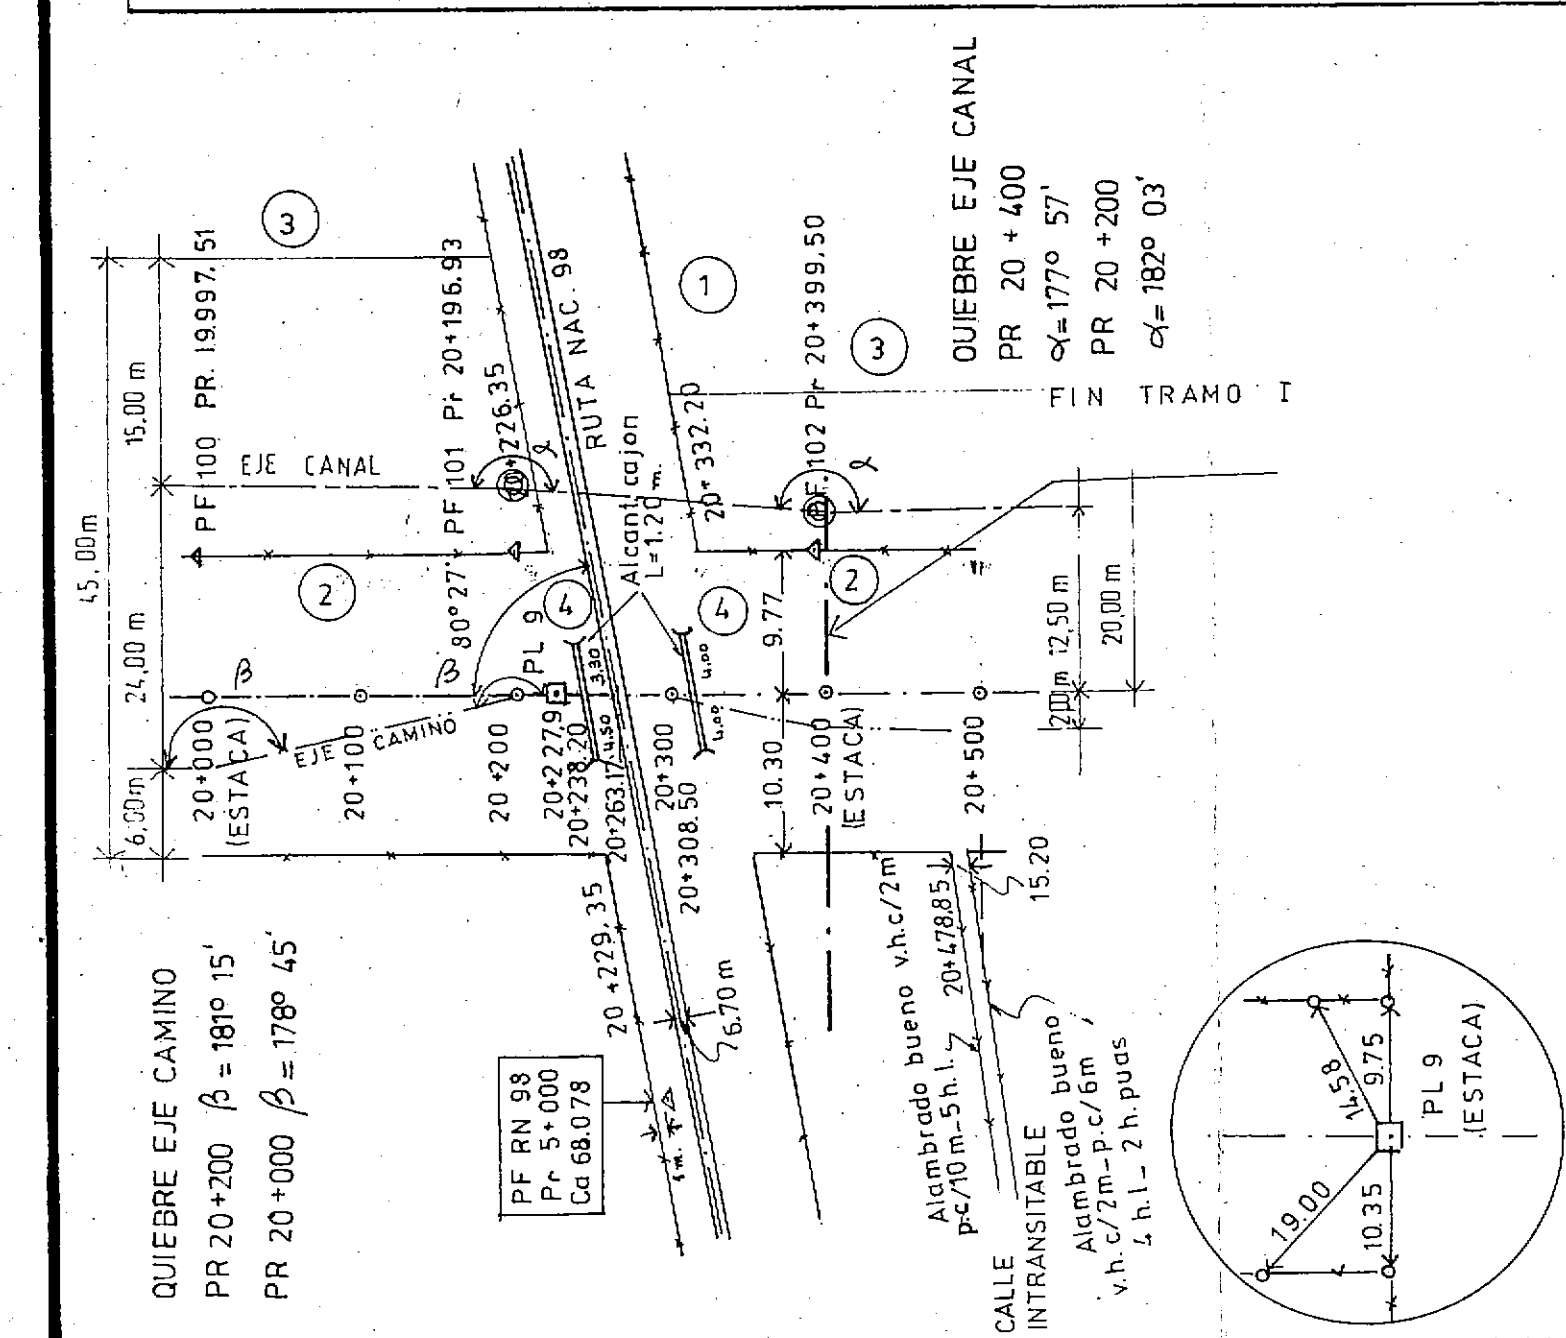 45,00m
6,00m
24,00 m
15,00 m
PF 100 PR. 19.997.51
3
EJE CANAL
PF 101 Pr 20+196.93
80°27'
2
β
β
20+000
(ESTACA)
EJE CAMINO
20+100
20+200
20+227.9
20+238.20
20+263.17
20+300
20+308.50
PL 9
4
3.30
4.50
4.00
4.00
4
226.35
α
RUTA NAC. 98
Alcant. cajon
L=1.20 m.
20+332.20
1
PF. 102 Pr 20+399.50
3
α
2
9.77
10.30
20+400
(ESTACA)
20+500
12,50 m
20,00 m
FIN TRAMO I
QUIEBRE EJE CANAL
PR 20+400
α=177° 57'
PR 20+200
α=182° 03'
QUIEBRE EJE CAMINO
PR 20+200 β=181° 15'
PR 20+000 β=178° 45'
20+229,35
PF RN 98
Pr 5+000
Ca 68.078
6.70m
Alambrado bueno v.h.c/2m
p.c/10 m-5 h.l.
20+478.85
15.20
CALLE
INTRANSITABLE
Alambrado bueno
v.h. c/2m-p.c/6m,
4 h.l - 2 h.puas
19.00
14.58
10.35
9.75
PL 9
(ESTACA)